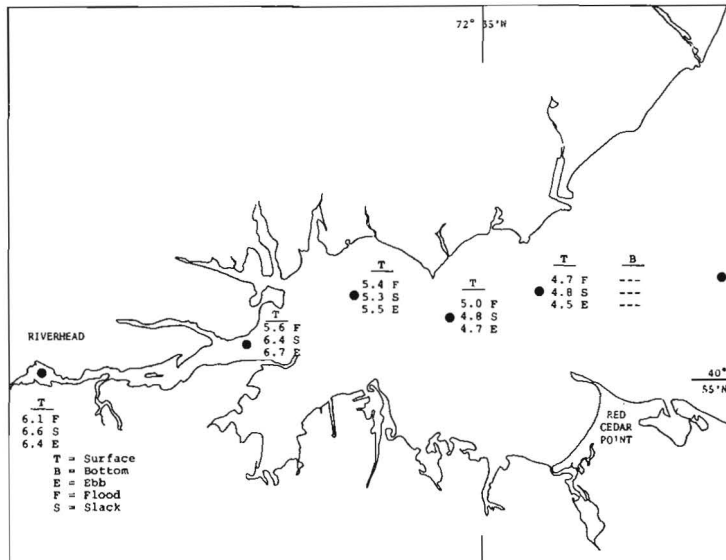 72° 35'W
T B
4.7 F ---
4.8 S ---
4.5 E ---
T
5.4 F
5.3 S
5.5 E
T
5.0 F
4.8 S
4.7 E
T
5.6 F
6.4 S
6.7 E
RIVERHEAD
40°
55'N
T
6.1 F
6.6 S
6.4 E
RED
CEDAR
POINT
T = Surface
B = Bottom
E = Ebb
F = Flood
S = Slack